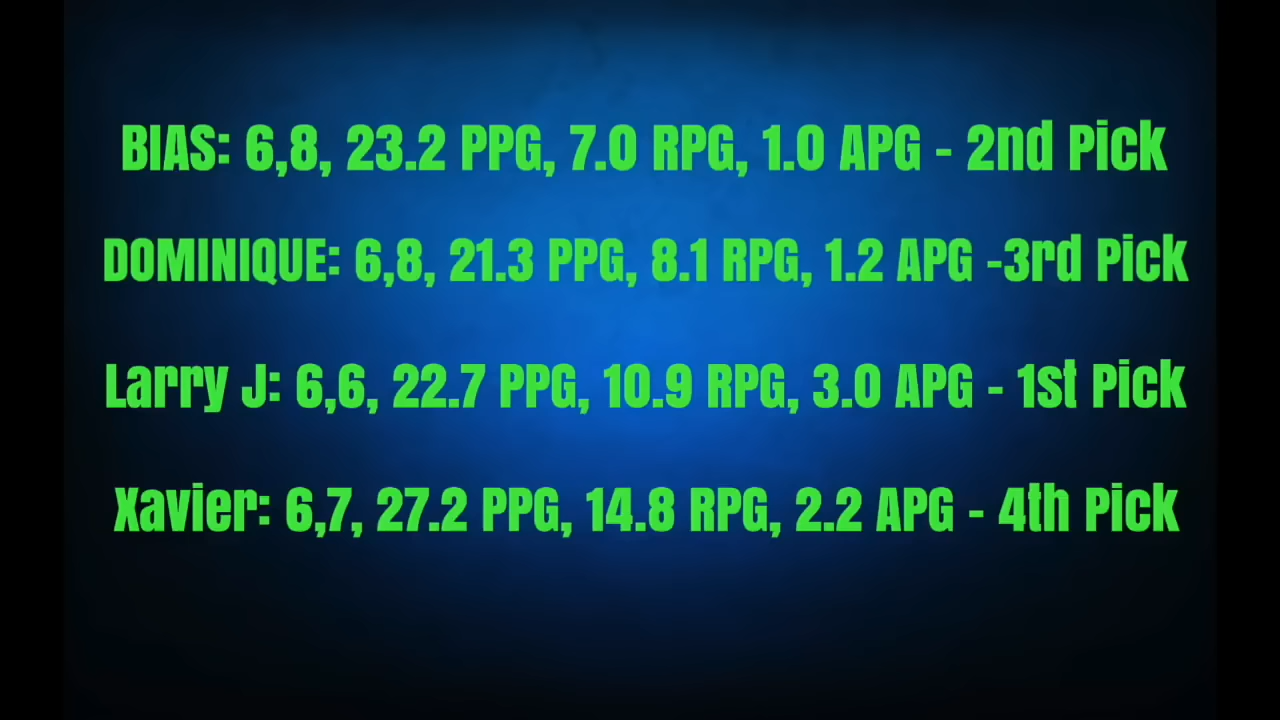 BIAS: 6,8, 23.2 PPG, 7.0 RPG, 1.0 APG - 2nd Pick
DOMINIQUE: 6,8, 21.3 PPG, 8.1 RPG, 1.2 APG -3rd Pick
Larry J: 6,6, 22.7 PPG, 10.9 RPG, 3.0 APG - 1st Pick
Xavier: 6,7, 27.2 PPG, 14.8 RPG, 2.2 APG - 4th Pick